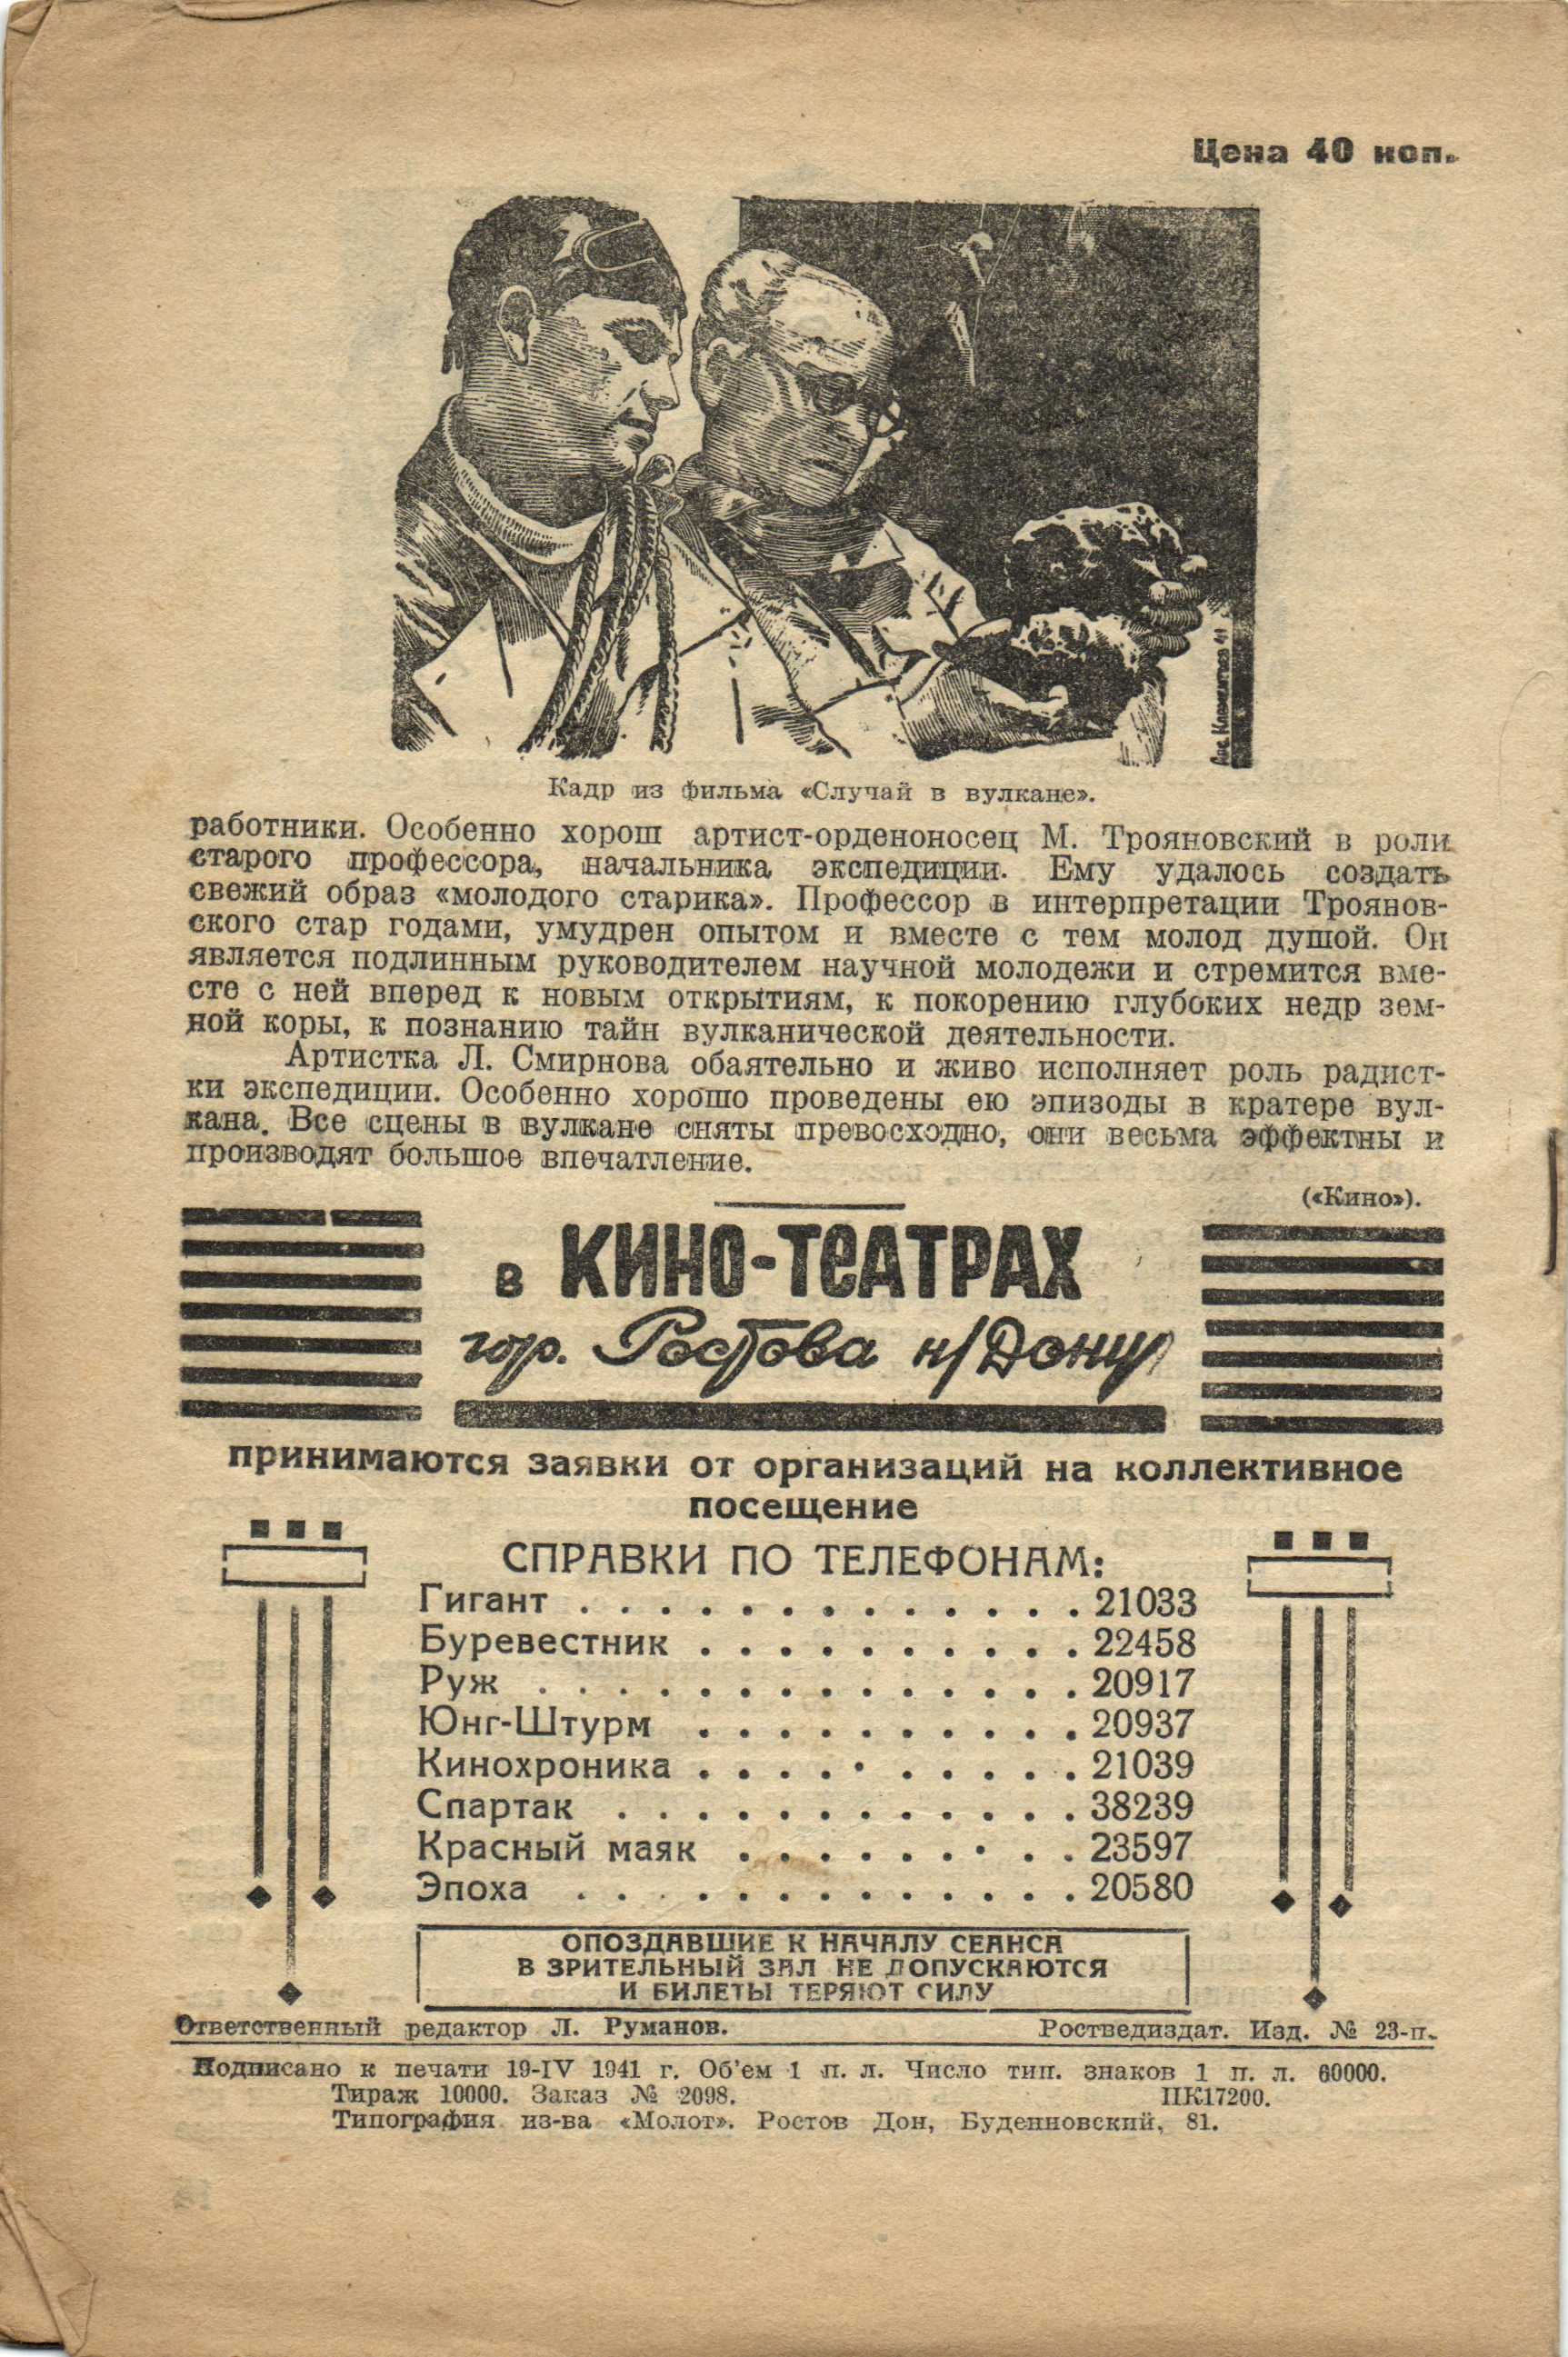 Цена 40 коп.
Кадр из фильма «Случай в вулкане».
работники. Особенно хорош артист-орденоносец М. Трояновский в роли
старого профессора, начальника экспедиции. Ему удалось создать
свежий образ «молодого старика». Профессор в интерпретации Троянов-
ского стар годами, умудрен опытом и вместе с тем молод душой. Он
является подлинным руководителем научной молодежи и стремится вме-
сте с ней вперед к новым открытиям, к покорению глубоких недр зем-
ной коры, к познанию тайн вулканической деятельности.
Артистка Л. Смирнова обаятельно и живо исполняет роль радист-
ки экспедиции. Особенно хорошо проведены ею эпизоды в кратере вул-
кана. Все сцены в вулкане сняты превосходно, они весьма эффектны и
производят большое впечатление.
(«Кино»).
в КИНО-ТЕАТРАХ
гор. Ростова н/Дону
принимаются заявки от организаций на коллективное
посещение
СПРАВКИ ПО ТЕЛЕФОНАМ:
Гигант . . . . . . . . . . . . . 21033
Буревестник . . . . . . . . . . 22458
Руж . . . . . . . . . . . . . . 20917
Юнг-Штурм . . . . . . . . . . 20937
Кинохроника . . . . . . . . . . 21039
Спартак . . . . . . . . . . . . 38239
Красный маяк . . . . . . . . . 23597
Эпоха . . . . . . . . . . . . . 20580
ОПОЗДАВШИЕ К НАЧАЛУ СЕАНСА
В ЗРИТЕЛЬНЫЙ ЗАЛ НЕ ДОПУСКАЮТСЯ
И БИЛЕТЫ ТЕРЯЮТ СИЛУ
Ответственный редактор Л. Руманов. Роствediздат. Изд. № 23-п.
Подписано к печати 19-IV 1941 г. Об'ем 1 п. л. Число тип. знаков 1 п. л. 60000.
Тираж 10000. Заказ № 2098. ПК17200.
Типография из-ва «Молот». Ростов Дон, Буденновский, 81.